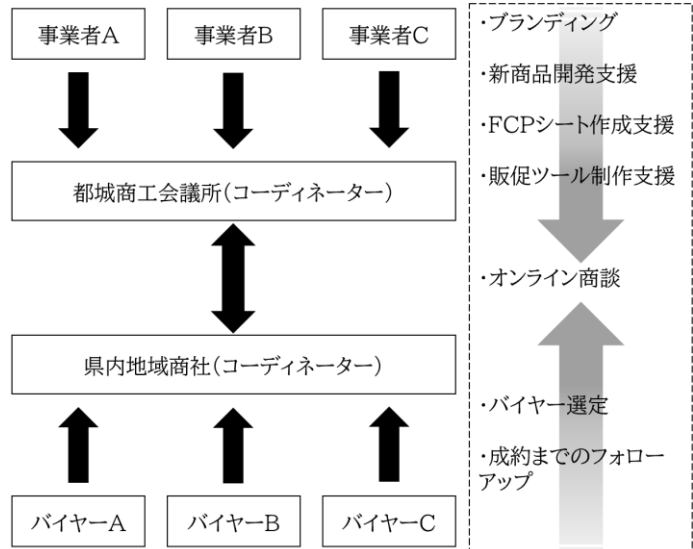 事業者A
事業者B
事業者C
都城商工会議所(コーディネーター)
県内地域商社(コーディネーター)
バイヤーA
バイヤーB
バイヤーC
・ブランディング
・新商品開発支援
・FCPシート作成支援
・販促ツール制作支援
・オンライン商談
・バイヤー選定
・成約までのフォロー
アップ